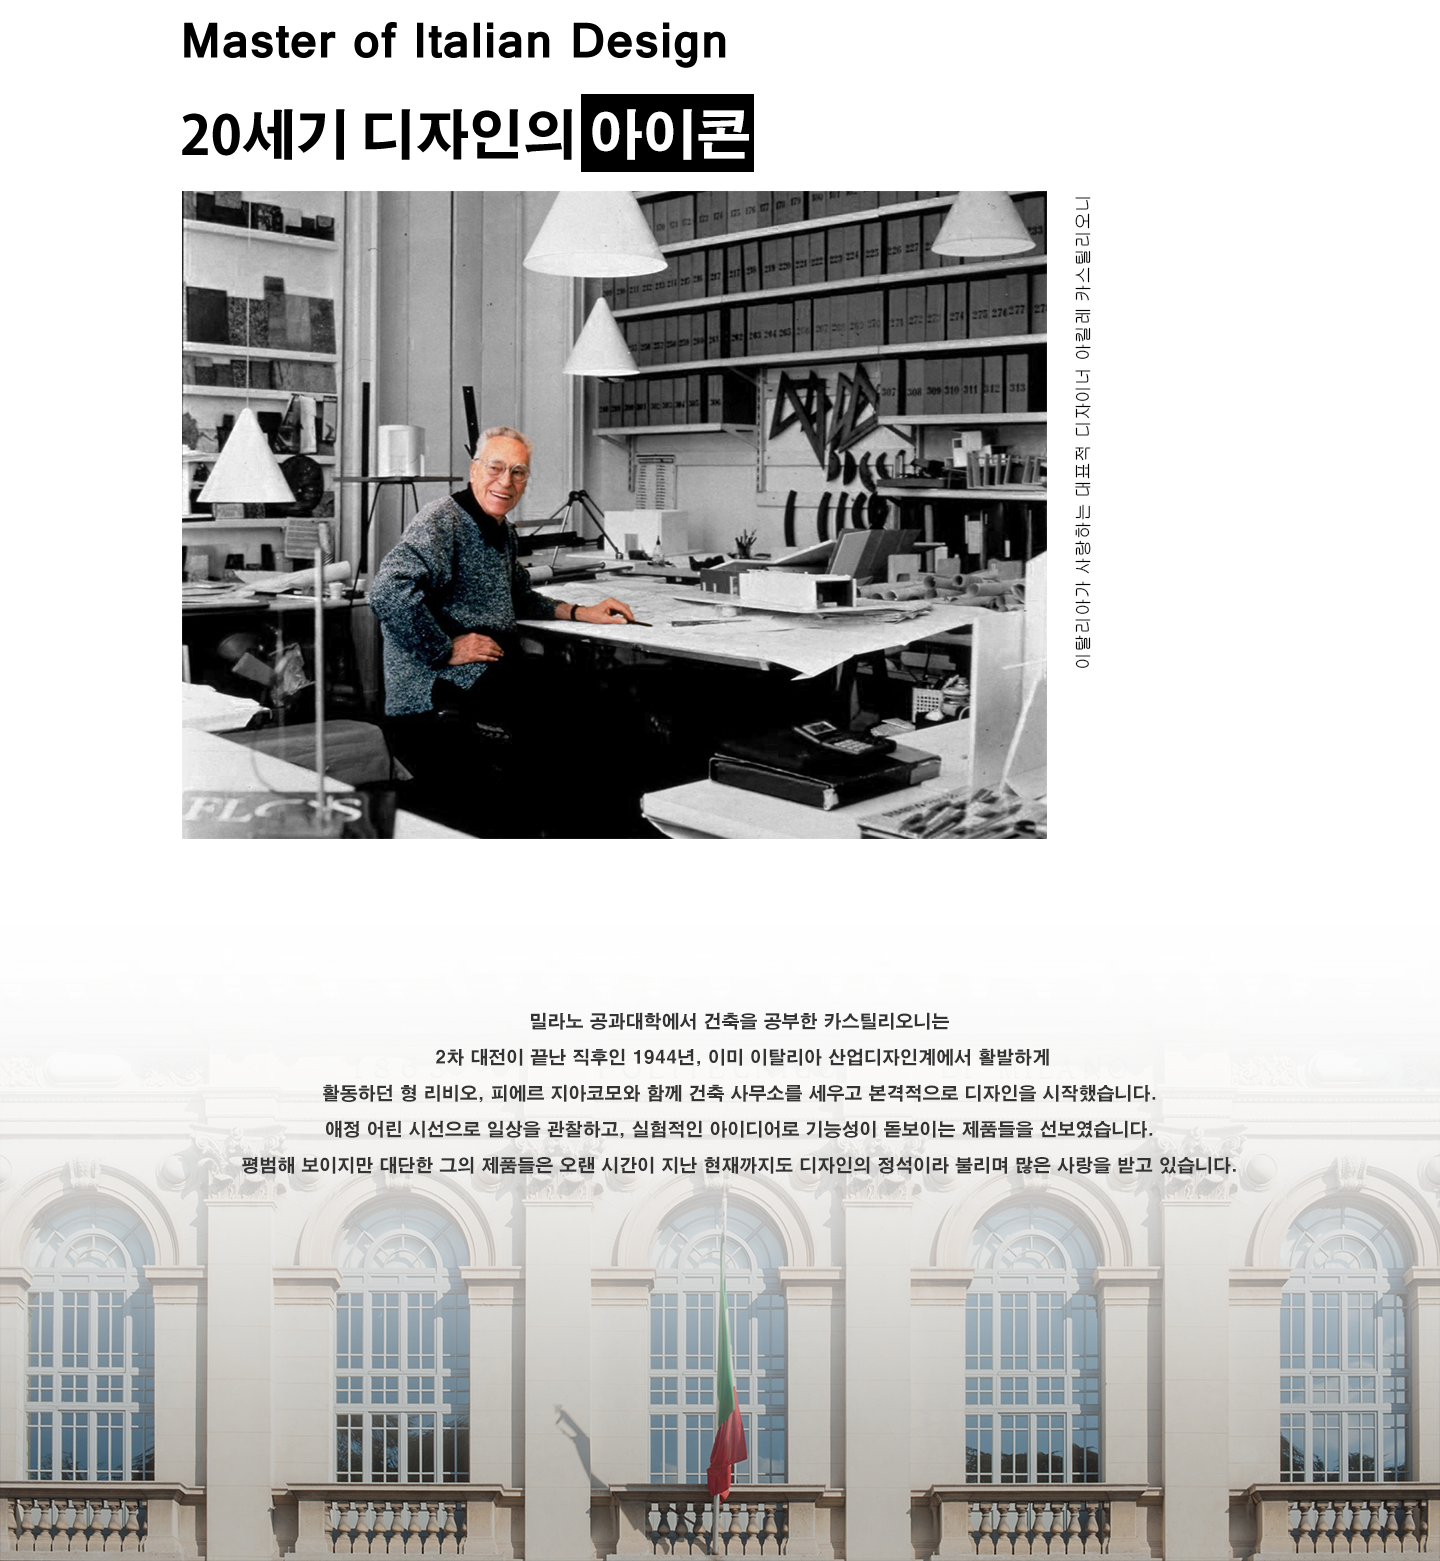 Master of Italian Design
20세기 디자인의 아이콘
이탈리아가 사랑하는 대표적 디자이너 아킬레 카스틸리오니
밀라노 공과대학에서 건축을 공부한 카스틸리오니는
2차 대전이 끝난 직후인 1944년, 이미 이탈리아 산업디자인계에서 활발하게
활동하던 형 리비오, 피에르 지아코모와 함께 건축 사무소를 세우고 본격적으로 디자인을 시작했습니다.
애정 어린 시선으로 일상을 관찰하고, 실험적인 아이디어로 기능성이 돋보이는 제품들을 선보였습니다.
평범해 보이지만 대단한 그의 제품들은 오랜 시간이 지난 현재까지도 디자인의 정석이라 불리며 많은 사랑을 받고 있습니다.